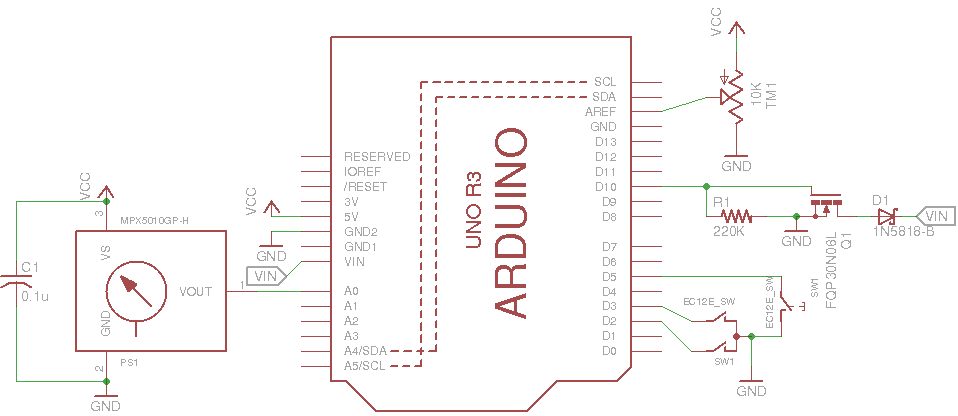 VCC
MPX5010GP-H
3
VS
C1
0.1u
VOUT
1
GND
PS1
2
GND
VCC
GND
VIN
RESERVED
IOREF
/RESET
3V
5V
GND2
GND1
VIN
A0
A1
A2
A3
A4/SDA
A5/SCL
UNO R3
ARDUINO
SCL
SDA
AREF
GND
D13
D12
D11
D10
D9
D8
D7
D6
D5
D4
D3
D2
D1
D0
VCC
10K
TM1
GND
R1
220K
GND
FQP30N06L
Q1
D1
1N5818-B
VIN
EC12E_SW
SW1
EC12E_SW
SW1
GND